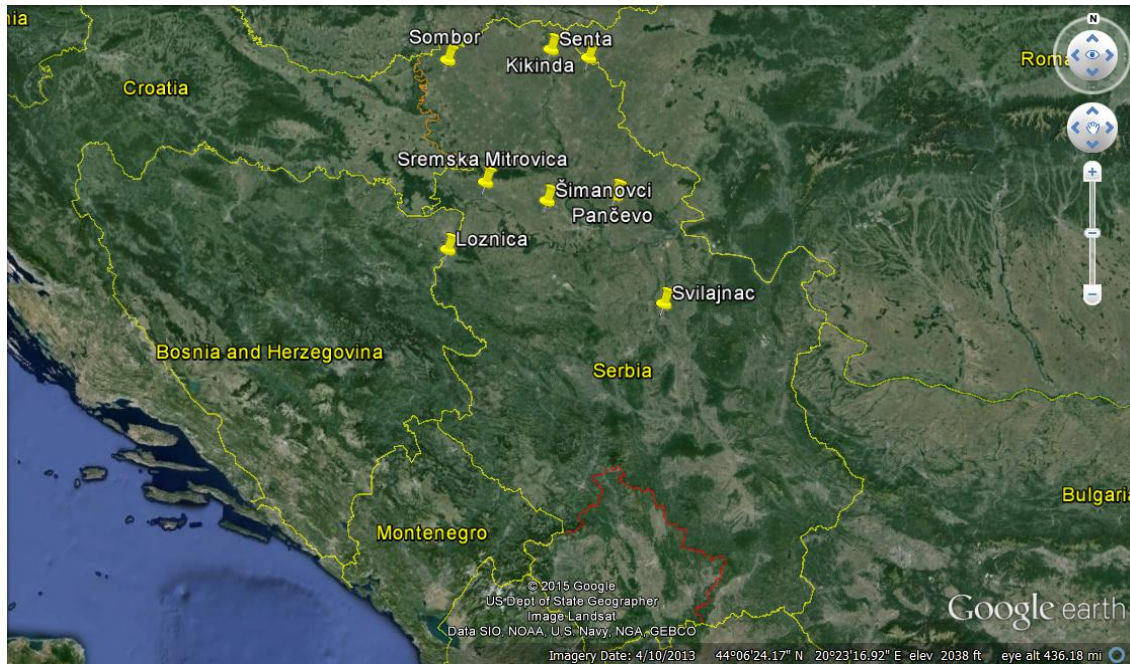 nia
N
Sombor
Senta
Kikinda
Roma
Croatia
Sremska Mitrovica
Šimanovci
Pančevo
Loznica
Svilajnac
Bosnia and Herzegovina
Serbia
Bulgaria
Montenegro
© 2015 Google
US Dept of State Geographer
Image Landsat
Data SIO, NOAA, U.S. Navy, NGA, GEBCO
Google earth
Imagery Date: 4/10/2013 44°06'24.17" N 20°23'16.92" E elev 2038 ft eye alt 436.18 mi